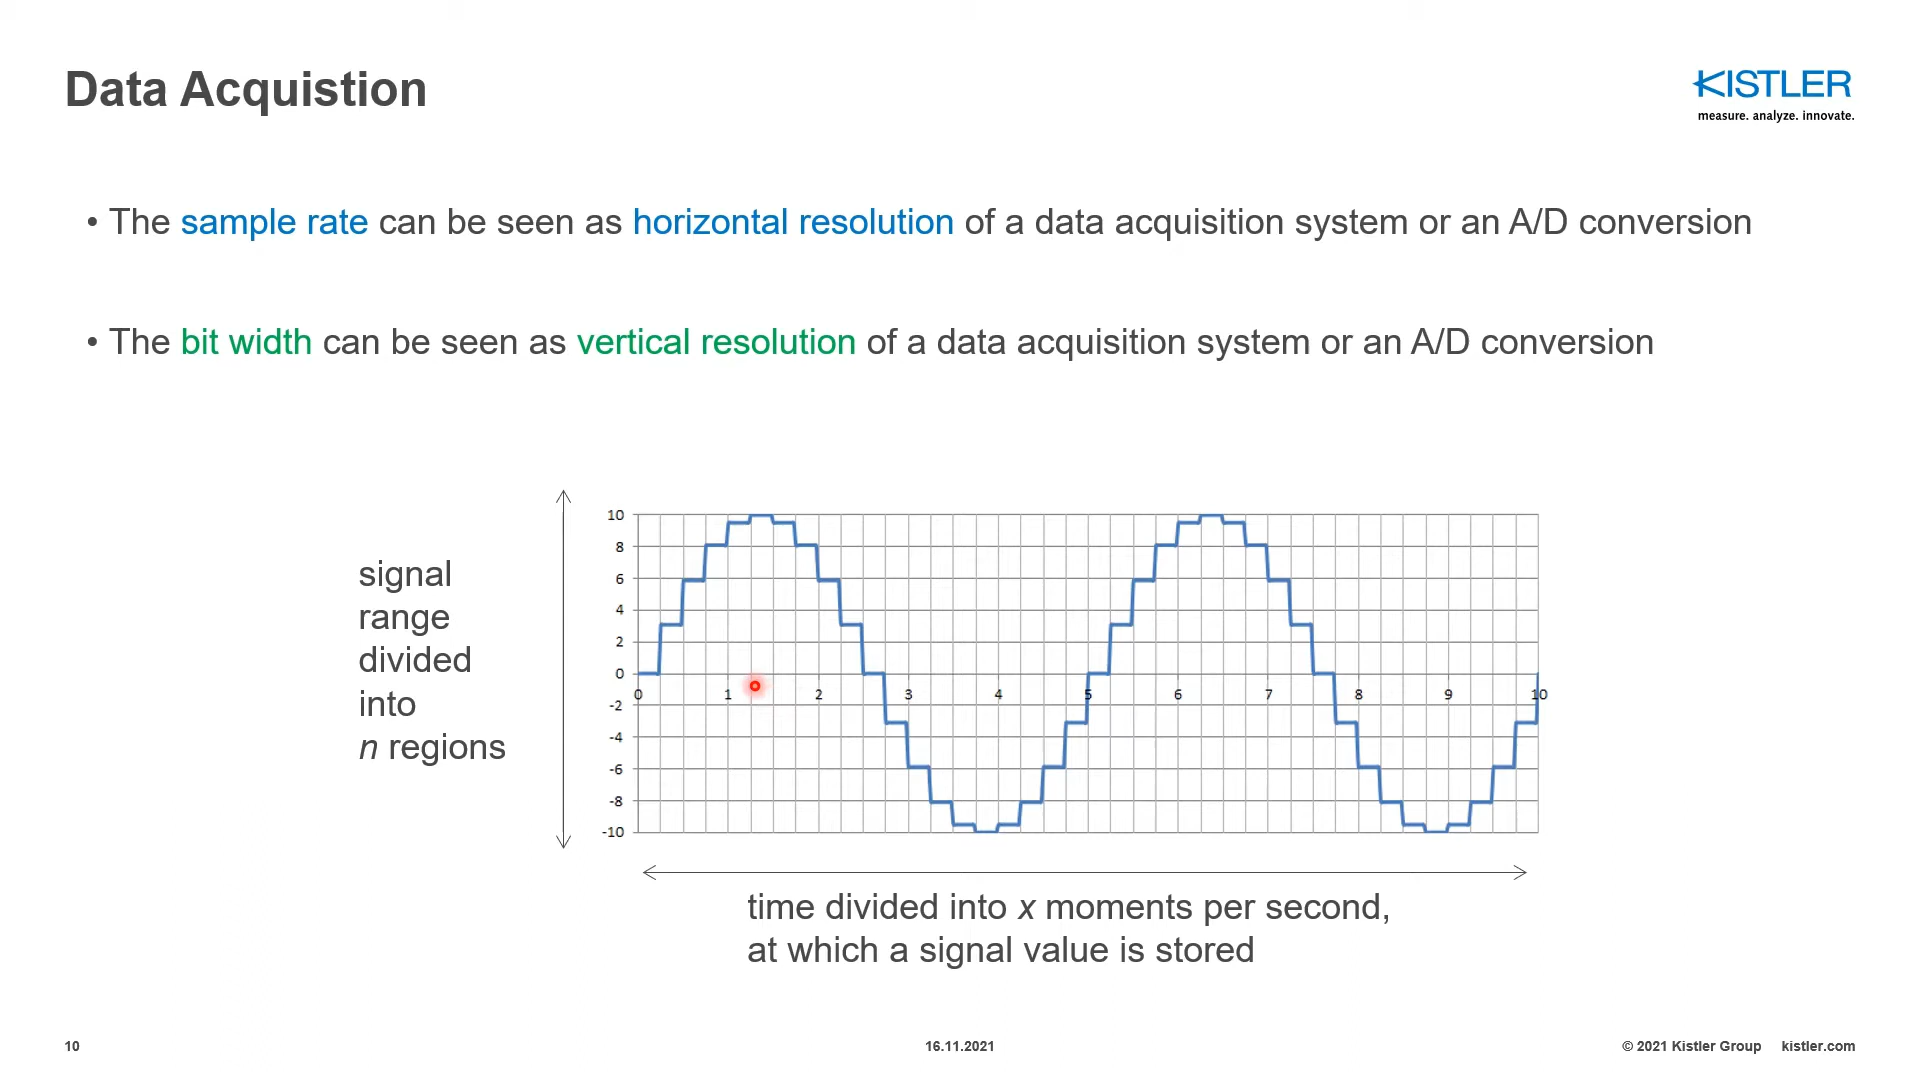 Data Acquistion
KISTLER
measure. analyze. innovate.
• The sample rate can be seen as horizontal resolution of a data acquisition system or an A/D conversion
• The bit width can be seen as vertical resolution of a data acquisition system or an A/D conversion
signal
range
divided
into
n regions
10
8
6
4
2
0
-2
-4
-6
-8
-10
0 1 2 3 4 5 6 7 8 9 10
time divided into x moments per second,
at which a signal value is stored
10 16.11.2021 © 2021 Kistler Group kistler.com